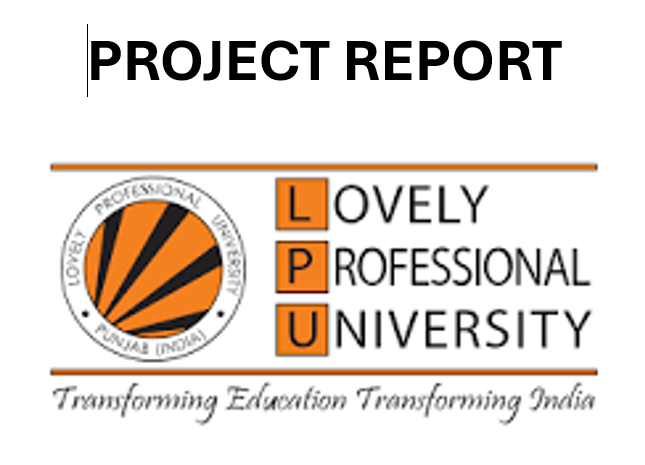 PROJECT REPORT
LOVELY PROFESSIONAL UNIVERSITY
PUNJAB (INDIA)
LOVELY
PROFESSIONAL
UNIVERSITY
Transforming Education Transforming India